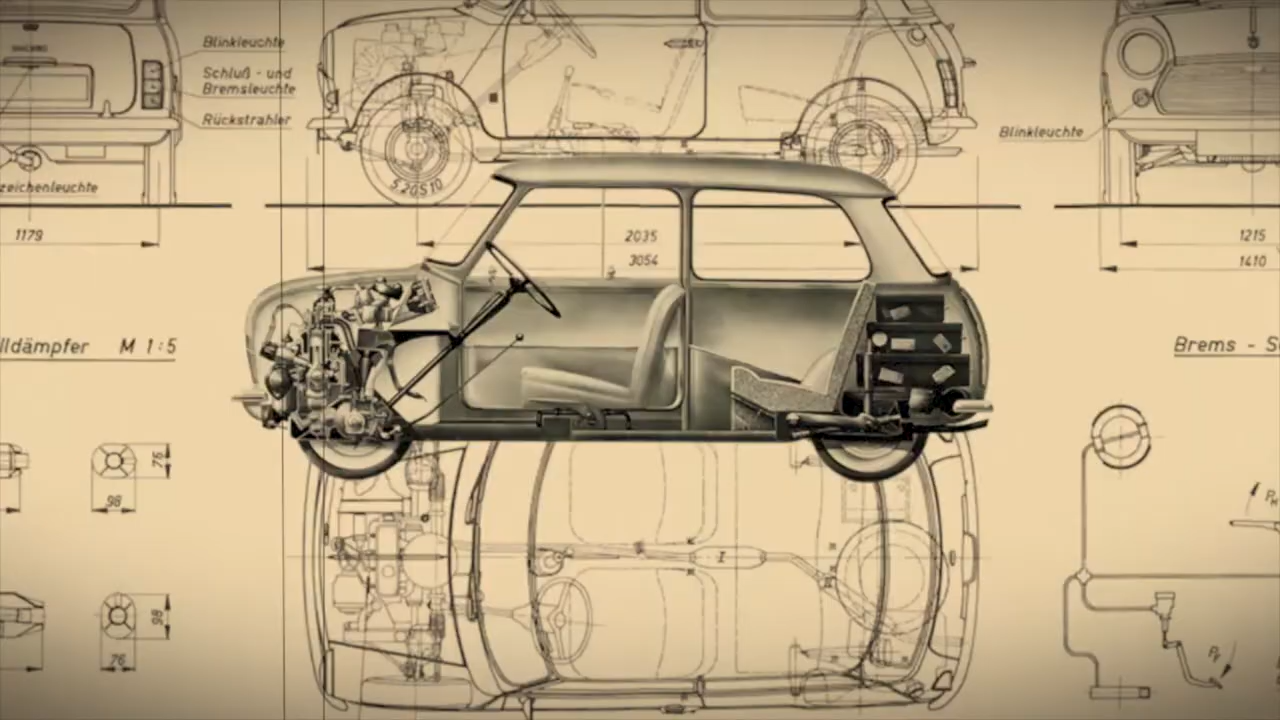 Blinkleuchte
Schluß - und
Bremsleuchte
Rückstrahler
zeichenleuchte
5.20S10
Blinkleuchte
1179
2035
3054
1215
1410
lldämpfer M 1:5
Brems - S
75
98
I
98
76